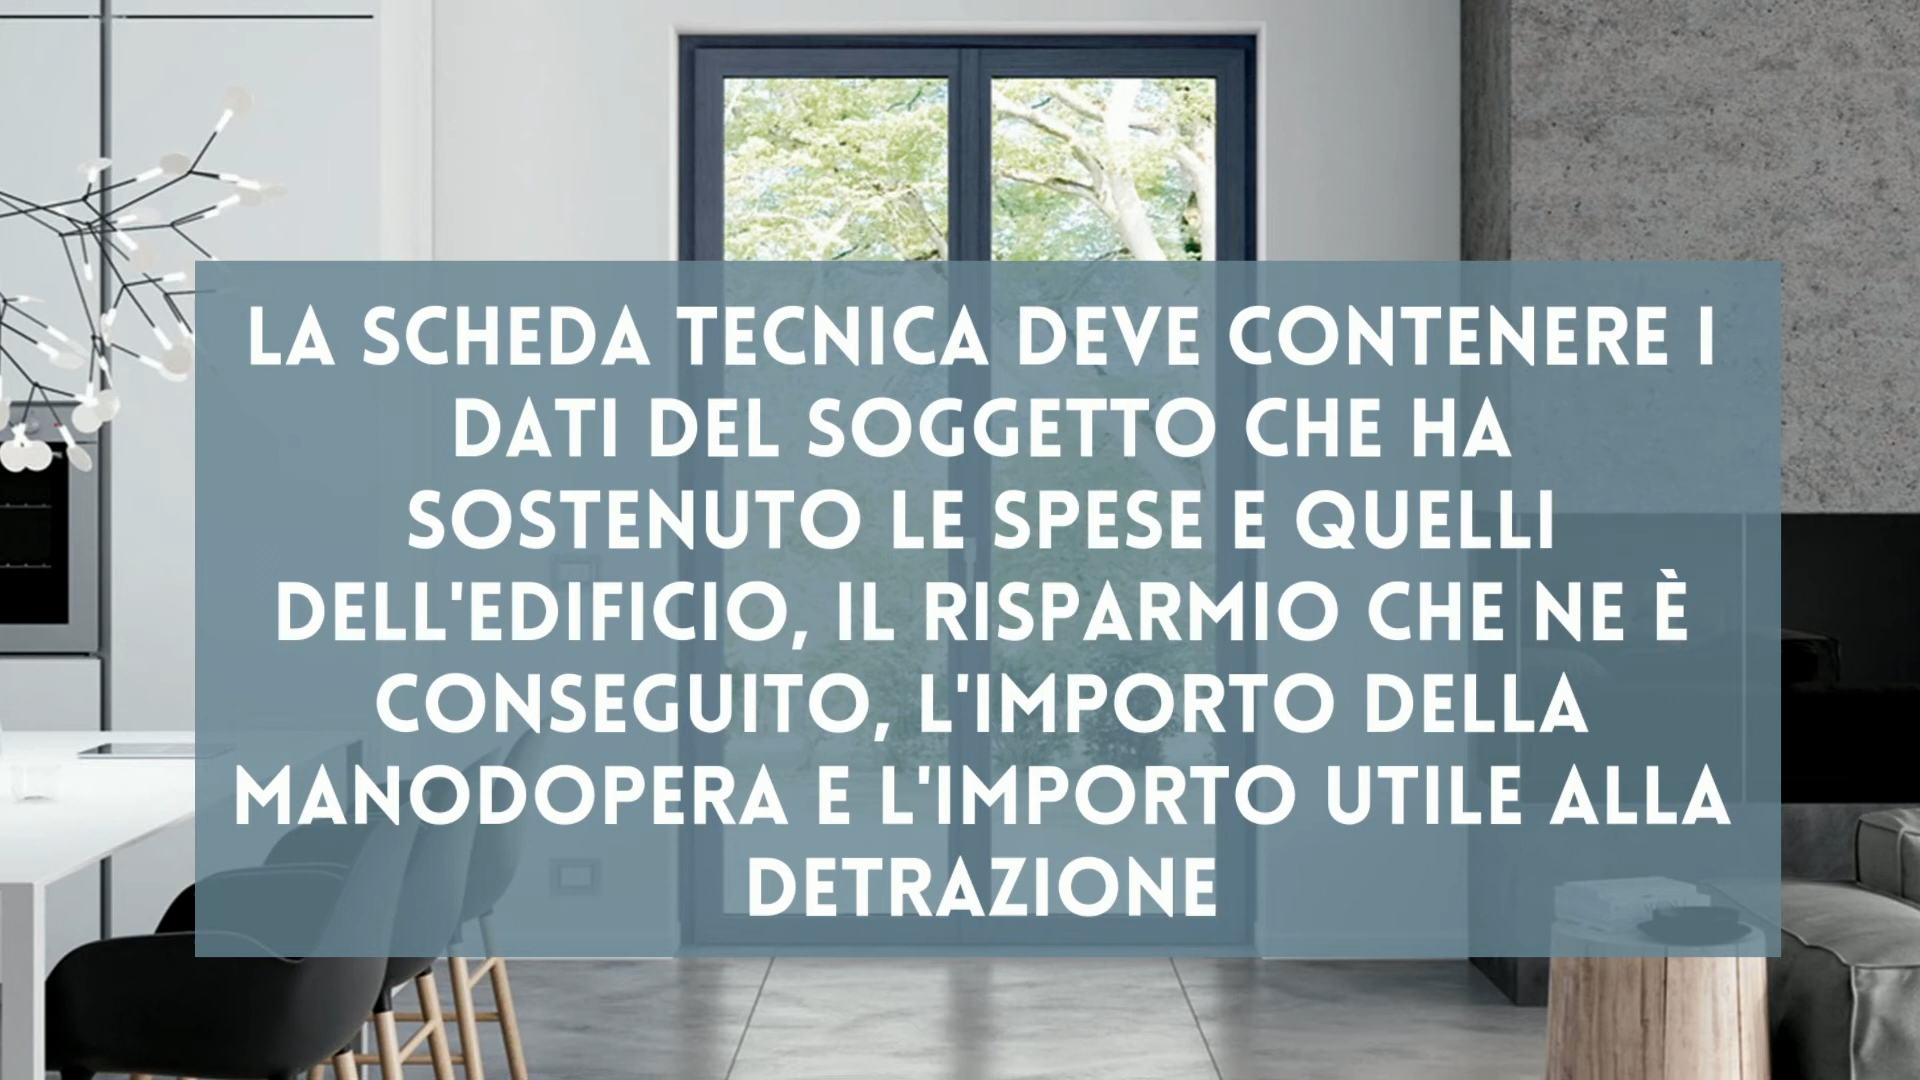 LA SCHEDA TECNICA DEVE CONTENERE I
DATI DEL SOGGETTO CHE HA
SOSTENUTO LE SPESE E QUELLI
DELL'EDIFICIO, IL RISPARMIO CHE NE È
CONSEGUITO, L'IMPORTO DELLA
MANODOPERA E L'IMPORTO UTILE ALLA
DETRAZIONE